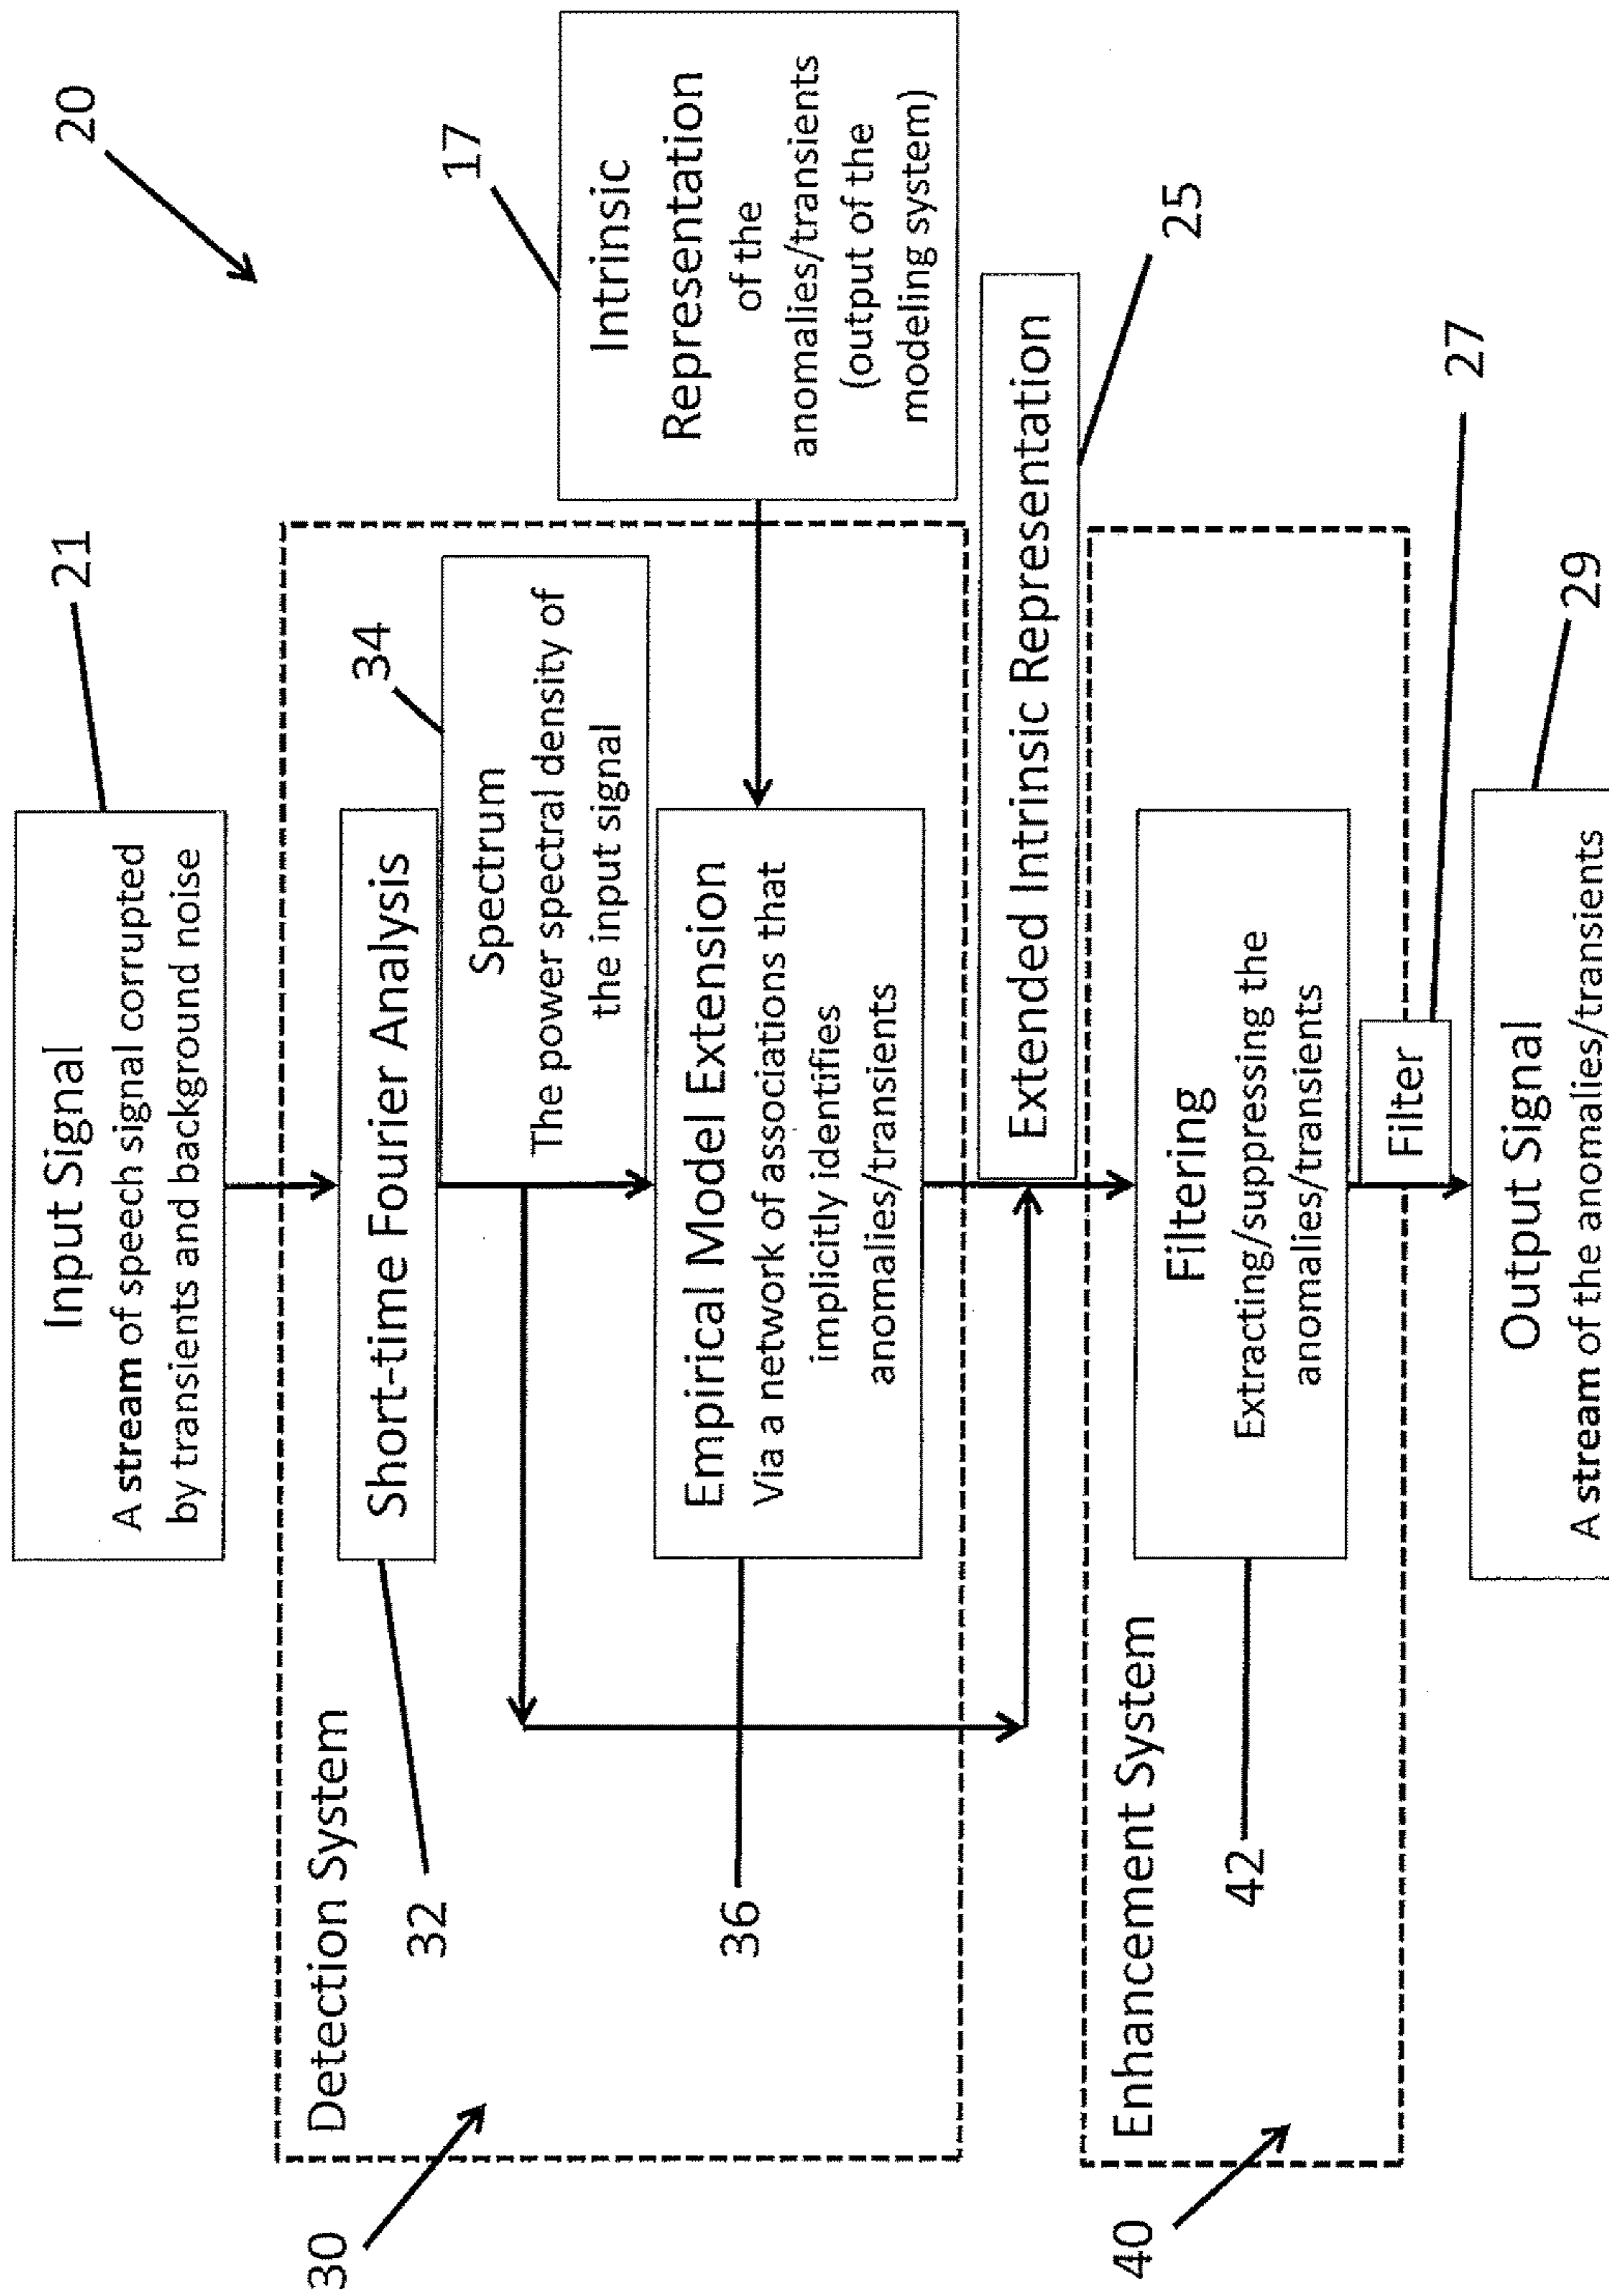 20
Input Signal
A stream of speech signal corrupted
by transients and background noise
21
Detection System
30
Short-time Fourier Analysis
32
34
Spectrum
The power spectral density of
the input signal
17
Intrinsic
Representation
of the
anomalies/transients
(output of the
modeling system)
Empirical Model Extension
Via a network of associations that
implicitly identifies
anomalies/transients
36
Extended Intrinsic Representation
25
Enhancement System
40
Filtering
Extracting/suppressing the
anomalies/transients
42
Filter
27
Output Signal
A stream of the anomalies/transients
29